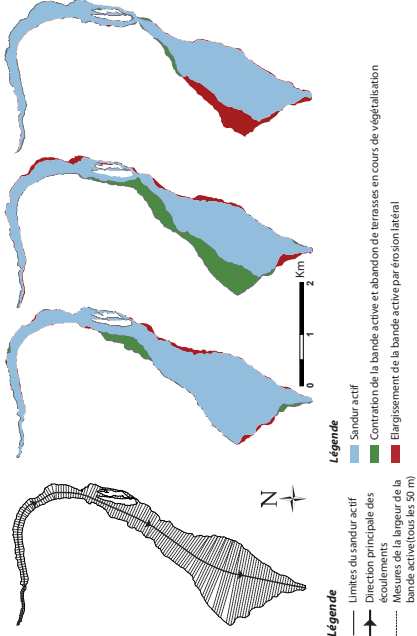 N
0
1
2
Km
Légende
Limites du sandur actif
Direction principale des
écoulements
Mesures de la largeur de la
bande active(tous les 50 m)
Légende
Sandur actif
Contration de la bande active et abandon de terrasses en cours de végétalisation
Elargissement de la bande active par érosion latéral